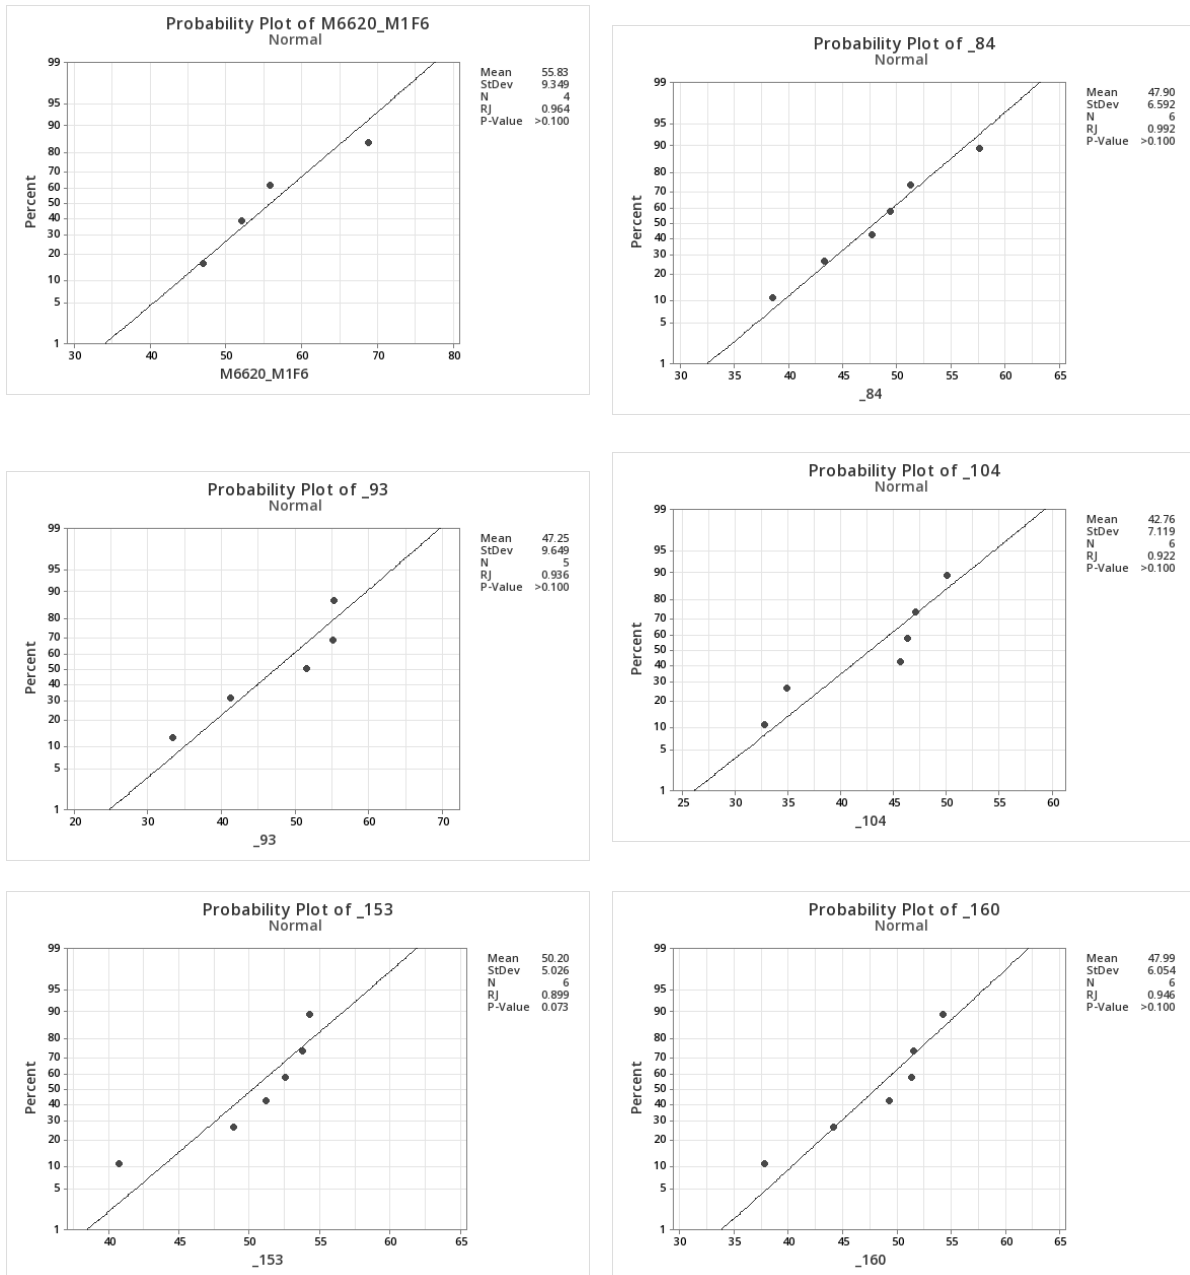 Probability Plot of M6620_M1F6
Normal
99
95
90
80
70
60
50
40
30
20
10
5
1
Percent
30 40 50 60 70 80
M6620_M1F6
Mean 55.83
StDev 9.349
N 4
RJ 0.964
P-Value >0.100
Probability Plot of _84
Normal
99
95
90
80
70
60
50
40
30
20
10
5
1
Percent
30 35 40 45 50 55 60 65
_84
Mean 47.90
StDev 6.592
N 6
RJ 0.992
P-Value >0.100
Probability Plot of _93
Normal
99
95
90
80
70
60
50
40
30
20
10
5
1
Percent
20 30 40 50 60 70
_93
Mean 47.25
StDev 9.649
N 5
RJ 0.936
P-Value >0.100
Probability Plot of _104
Normal
99
95
90
80
70
60
50
40
30
20
10
5
1
Percent
25 30 35 40 45 50 55 60
_104
Mean 42.76
StDev 7.119
N 6
RJ 0.922
P-Value >0.100
Probability Plot of _153
Normal
99
95
90
80
70
60
50
40
30
20
10
5
1
Percent
40 45 50 55 60 65
_153
Mean 50.20
StDev 5.026
N 6
RJ 0.899
P-Value 0.073
Probability Plot of _160
Normal
99
95
90
80
70
60
50
40
30
20
10
5
1
Percent
30 35 40 45 50 55 60 65
_160
Mean 47.99
StDev 6.054
N 6
RJ 0.946
P-Value >0.100